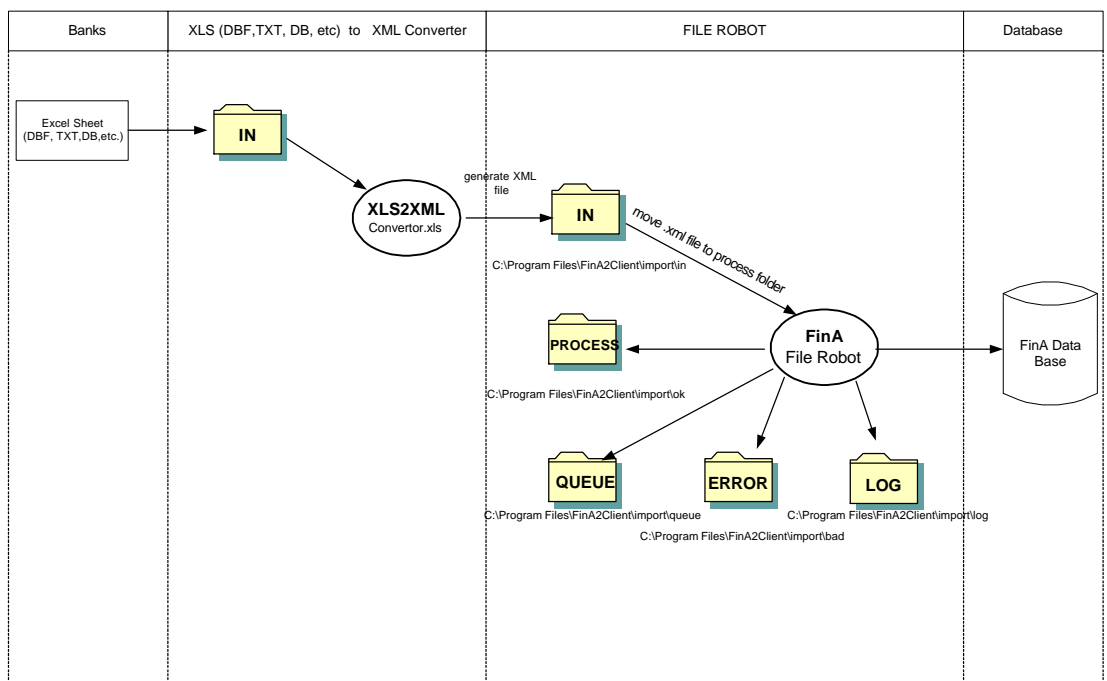 Banks
XLS (DBF,TXT, DB, etc) to XML Converter
FILE ROBOT
Database
Excel Sheet
(DBF, TXT,DB,etc.)
IN
XLS2XML
Convertor.xls
generate XML
file
IN
C:\Program Files\FinA2Client\import\in
move .xml file to process folder
PROCESS
C:\Program Files\FinA2Client\import\ok
FinA
File Robot
FinA Data
Base
QUEUE
C:\Program Files\FinA2Client\import\queue
ERROR
C:\Program Files\FinA2Client\import\bad
LOG
C:\Program Files\FinA2Client\import\log